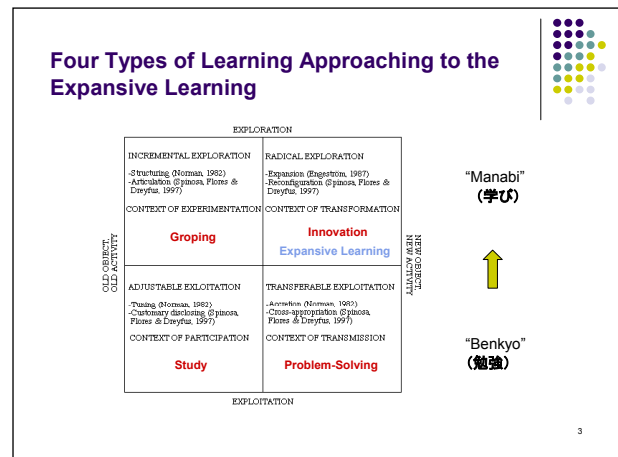 Four Types of Learning Approaching to the
Expansive Learning
EXPLORATION
INCREMENTAL EXPLORATION
-Structuring (Norman, 1982)
-Articulation (Spinosa, Flores &
Dreyfus, 1997)
CONTEXT OF EXPERIMENTATION
Groping
RADICAL EXPLORATION
-Expansion (Engeström, 1987)
-Reconfiguration (Spinosa, Flores &
Dreyfus, 1997)
CONTEXT OF TRANSFORMATION
Innovation
Expansive Learning
OLD OBJECT,
OLD ACTIVITY
NEW OBJECT,
NEW ACTIVITY
ADJUSTABLE EXLOITATION
-Tuning (Norman, 1982)
-Customary disclosing (Spinosa,
Flores & Dreyfus, 1997)
CONTEXT OF PARTICIPATION
Study
TRANSFERABLE EXPLOITATION
-Accretion (Norman, 1982)
-Cross-appropriation (Spinosa,
Flores & Dreyfus, 1997)
CONTEXT OF TRANSMISSION
Problem-Solving
EXPLOITATION
“Manabi”
(学び)
“Benkyo”
(勉強)
3